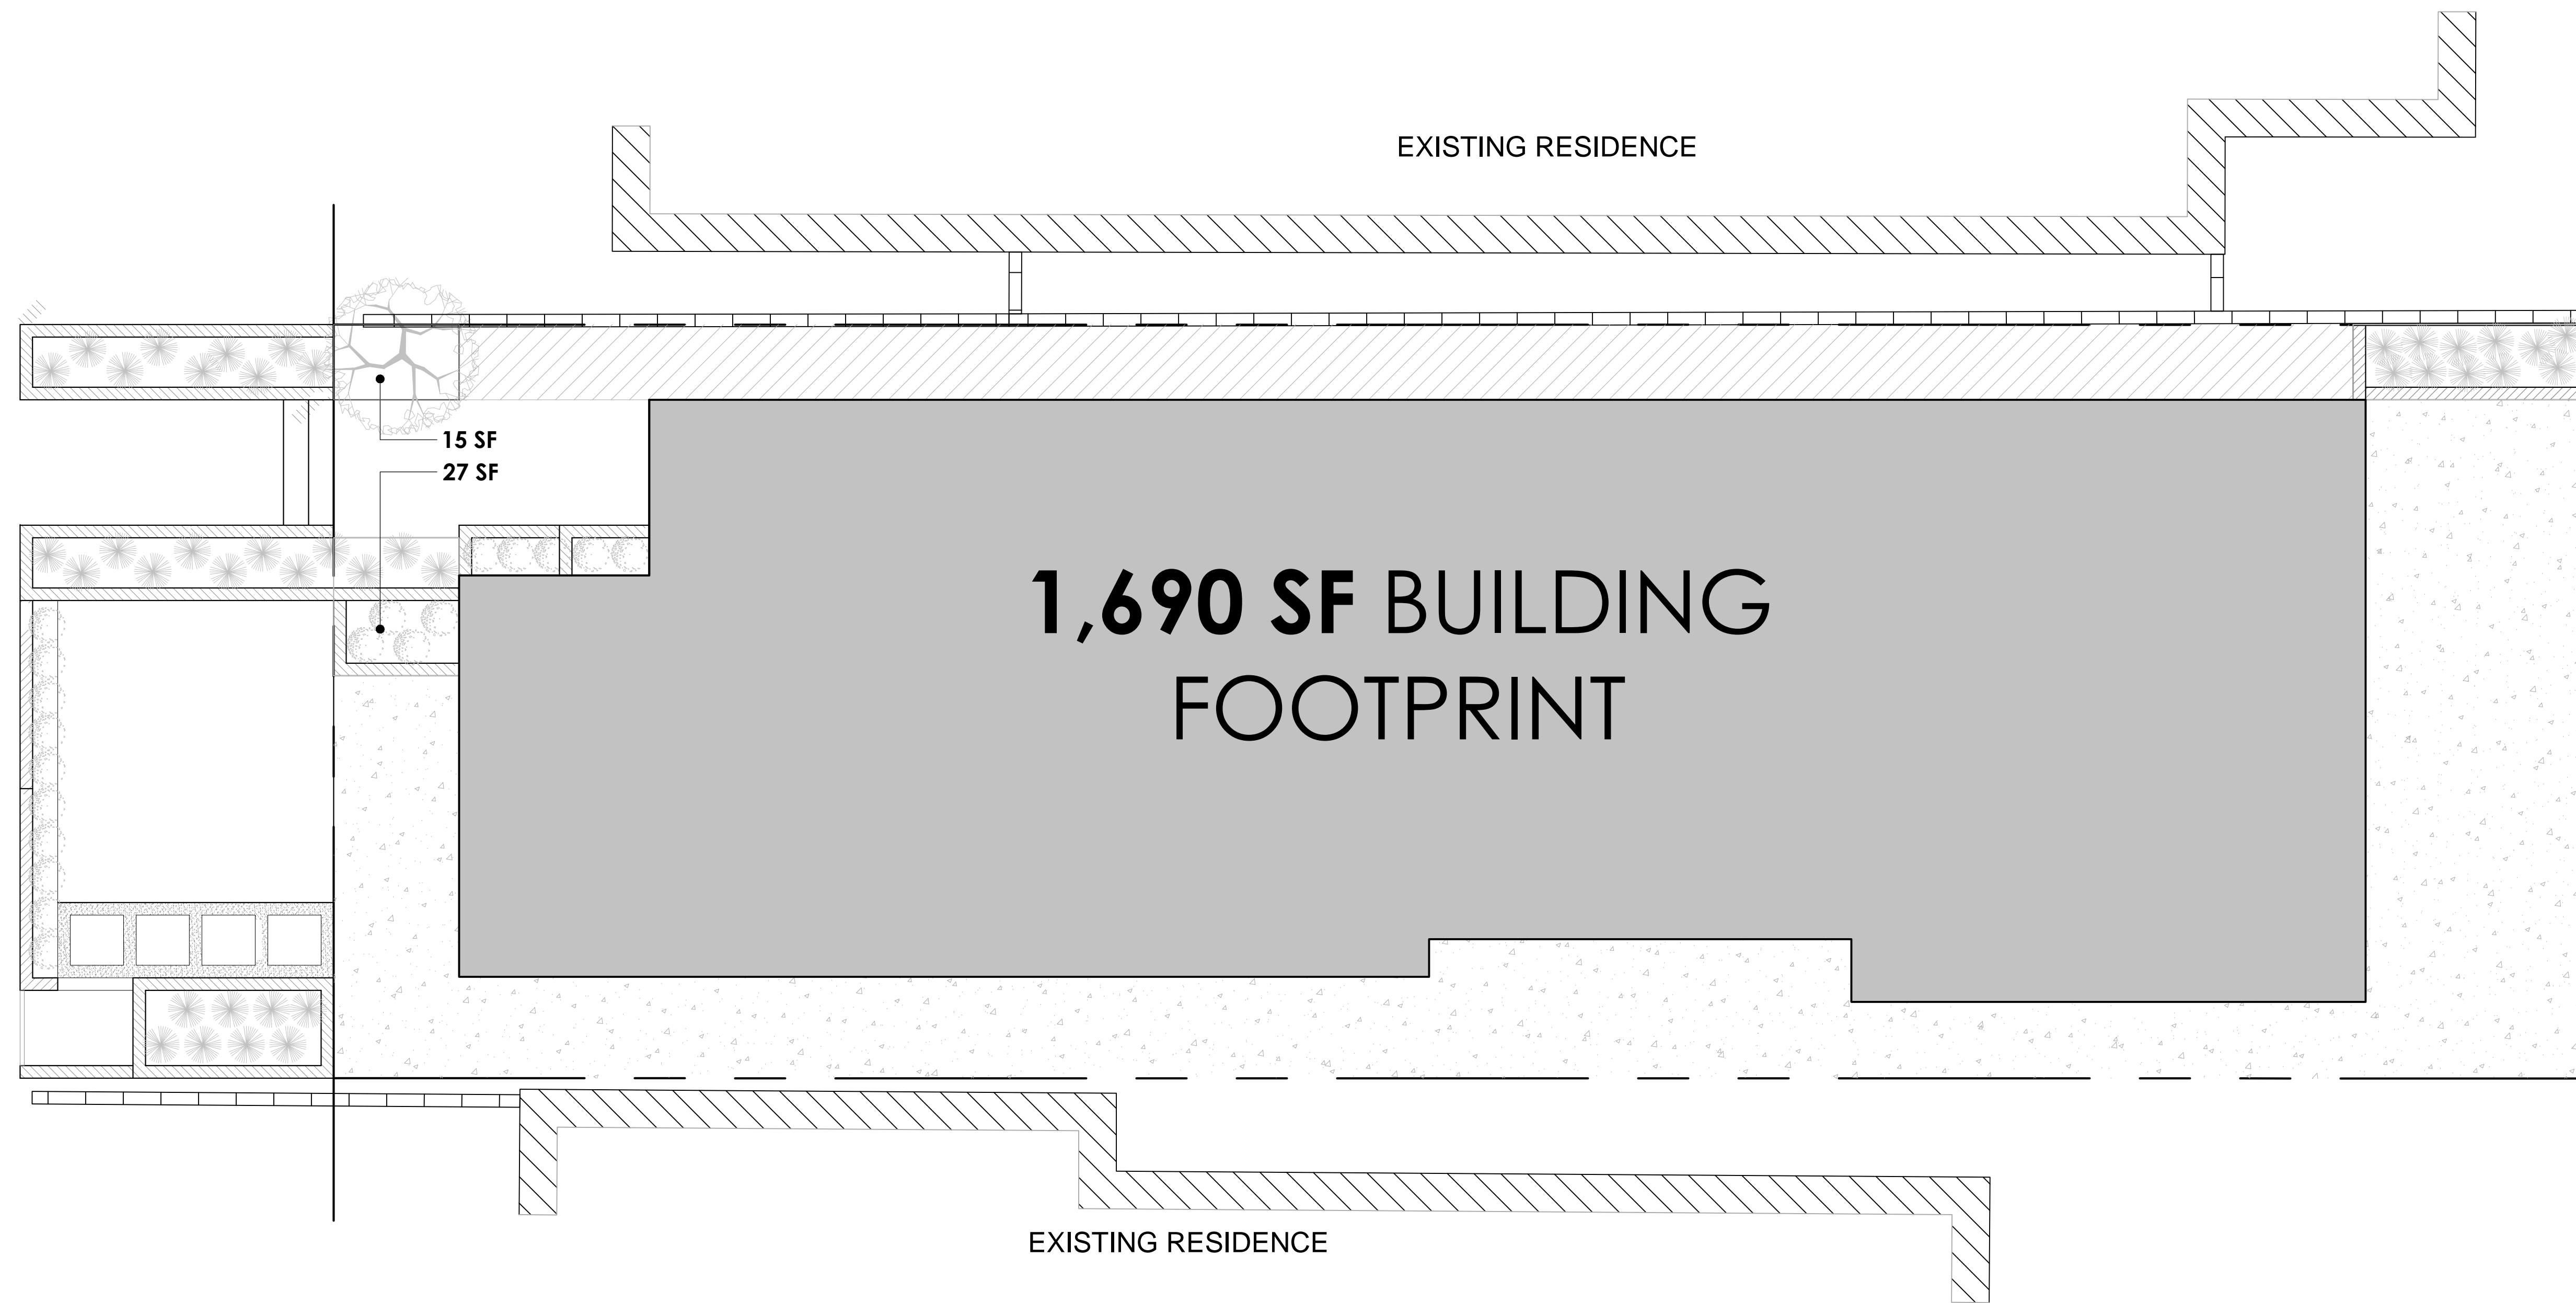 EXISTING RESIDENCE
15 SF
27 SF
1,690 SF BUILDING
FOOTPRINT
EXISTING RESIDENCE